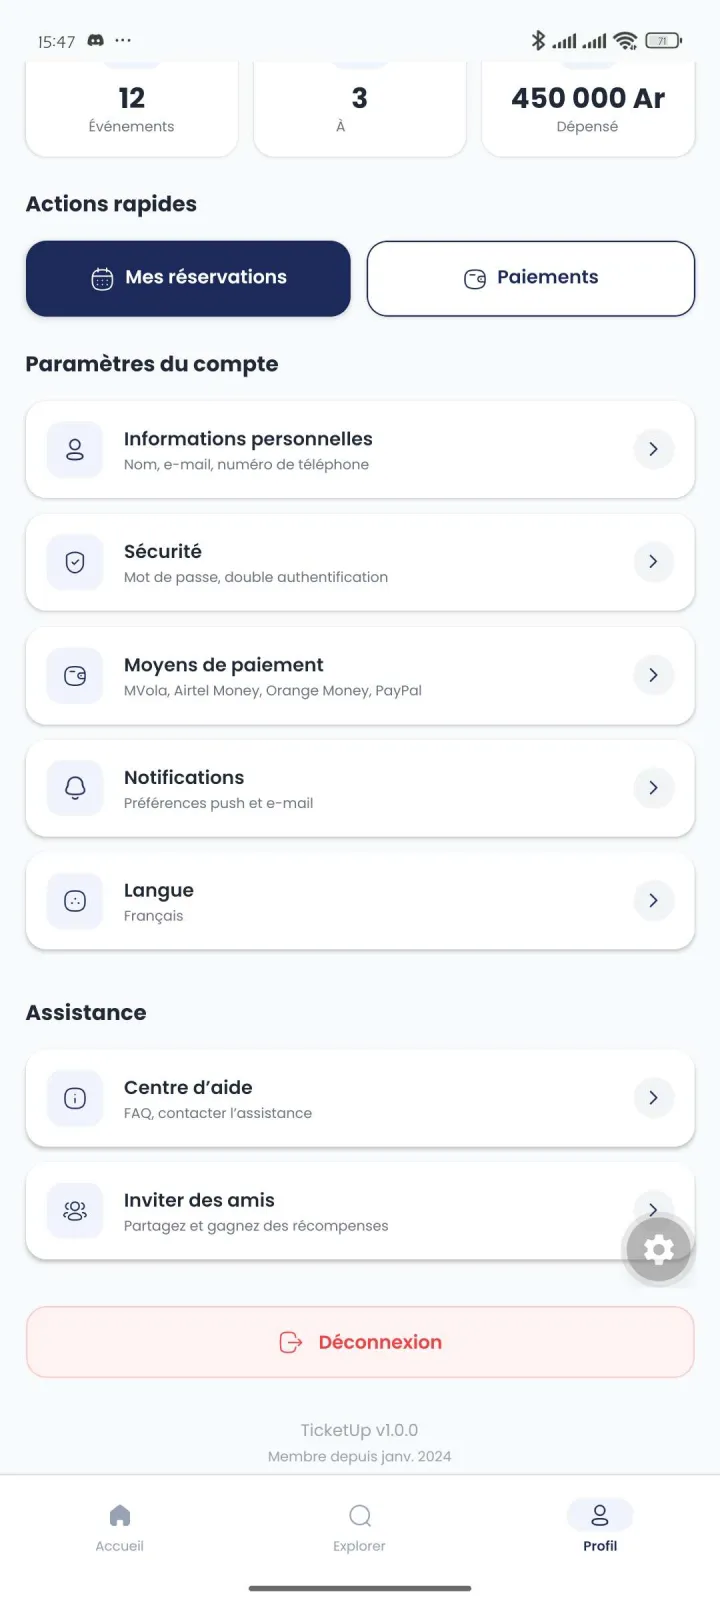 15:47
71
12
Événements
3
À
450 000 Ar
Dépensé
Actions rapides
Mes réservations
Paiements
Paramètres du compte
Informations personnelles
Nom, e-mail, numéro de téléphone
Sécurité
Mot de passe, double authentification
Moyens de paiement
MVola, Airtel Money, Orange Money, PayPal
Notifications
Préférences push et e-mail
Langue
Français
Assistance
Centre d’aide
FAQ, contacter l’assistance
Inviter des amis
Partagez et gagnez des récompenses
Déconnexion
TicketUp v1.0.0
Membre depuis janv. 2024
Accueil
Explorer
Profil